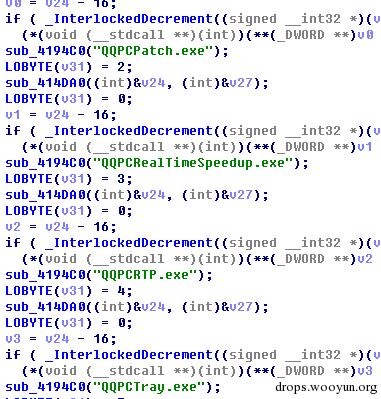 v0 = v24 - 16;
if ( _InterlockedDecrement((signed __int32 *)(v
(*(void (__stdcall **)(int))(**(_DWORD **)v0
sub_4194C0("QQPCPatch.exe");
LOBYTE(v31) = 2;
sub_414DA0((int)&v24, (int)&v27);
LOBYTE(v31) = 0;
v1 = v24 - 16;
if ( _InterlockedDecrement((signed __int32 *)(v
(*(void (__stdcall **)(int))(**(_DWORD **)v1
sub_4194C0("QQPCRealTimeSpeedup.exe");
LOBYTE(v31) = 3;
sub_414DA0((int)&v24, (int)&v27);
LOBYTE(v31) = 0;
v2 = v24 - 16;
if ( _InterlockedDecrement((signed __int32 *)(v
(*(void (__stdcall **)(int))(**(_DWORD **)v2
sub_4194C0("QQPCRTP.exe");
LOBYTE(v31) = 4;
sub_414DA0((int)&v24, (int)&v27);
LOBYTE(v31) = 0;
v3 = v24 - 16;
if ( _InterlockedDecrement((signed __int32 *)(v
(*(void (__stdcall **)(int))(**(_DWORD **)v3
sub_4194C0("QQPCTray.exe");
drops.wooyun.org